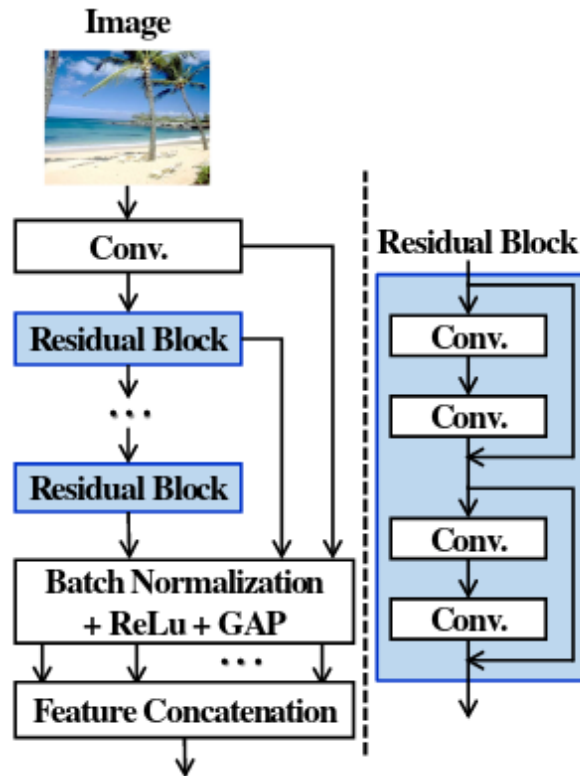 Image
Conv.
Residual Block
...
Residual Block
Batch Normalization
+ ReLu + GAP
...
Feature Concatenation
Residual Block
Conv.
Conv.
Conv.
Conv.